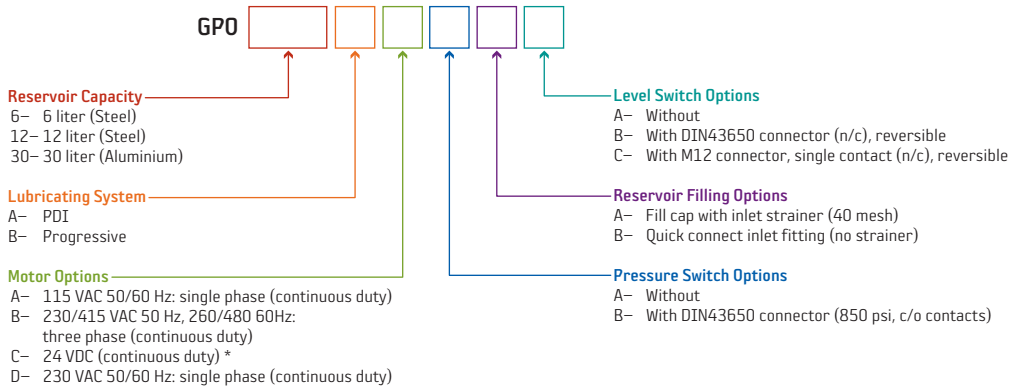 GPO
Reservoir Capacity
6– 6 liter (Steel)
12– 12 liter (Steel)
30– 30 liter (Aluminium)
Lubricating System
A– PDI
B– Progressive
Motor Options
A– 115 VAC 50/60 Hz: single phase (continuous duty)
B– 230/415 VAC 50 Hz, 260/480 60Hz:
three phase (continuous duty)
C– 24 VDC (continuous duty) *
D– 230 VAC 50/60 Hz: single phase (continuous duty)
Level Switch Options
A– Without
B– With DIN43650 connector (n/c), reversible
C– With M12 connector, single contact (n/c), reversible
Reservoir Filling Options
A– Fill cap with inlet strainer (40 mesh)
B– Quick connect inlet fitting (no strainer)
Pressure Switch Options
A– Without
B– With DIN43650 connector (850 psi, c/o contacts)